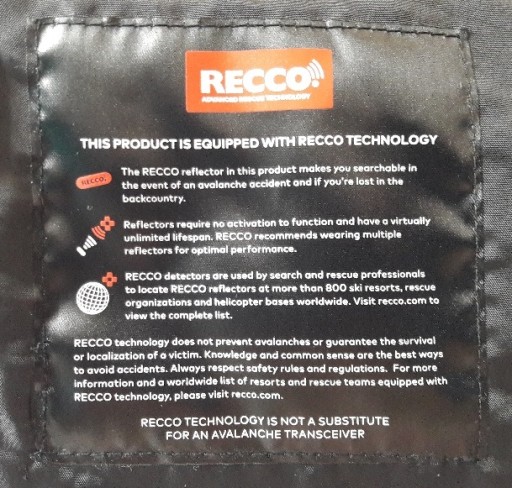 RECCO
ADVANCED RESCUE TECHNOLOGY
THIS PRODUCT IS EQUIPPED WITH RECCO TECHNOLOGY
RECCO
The RECCO reflector in this product makes you searchable in
the event of an avalanche accident and if you're lost in the
backcountry.
Reflectors require no activation to function and have a virtually
unlimited lifespan. RECCO recommends wearing multiple
reflectors for optimal performance.
RECCO detectors are used by search and rescue professionals
to locate RECCO reflectors at more than 800 ski resorts, rescue
organizations and helicopter bases worldwide. Visit recco.com to
view the complete list.
RECCO technology does not prevent avalanches or guarantee the survival
or localization of a victim. Knowledge and common sense are the best ways
to avoid accidents. Always respect safety rules and regulations. For more
information and a worldwide list of resorts and rescue teams equipped with
RECCO technology, please visit recco.com.
RECCO TECHNOLOGY IS NOT A SUBSTITUTE
FOR AN AVALANCHE TRANSCEIVER